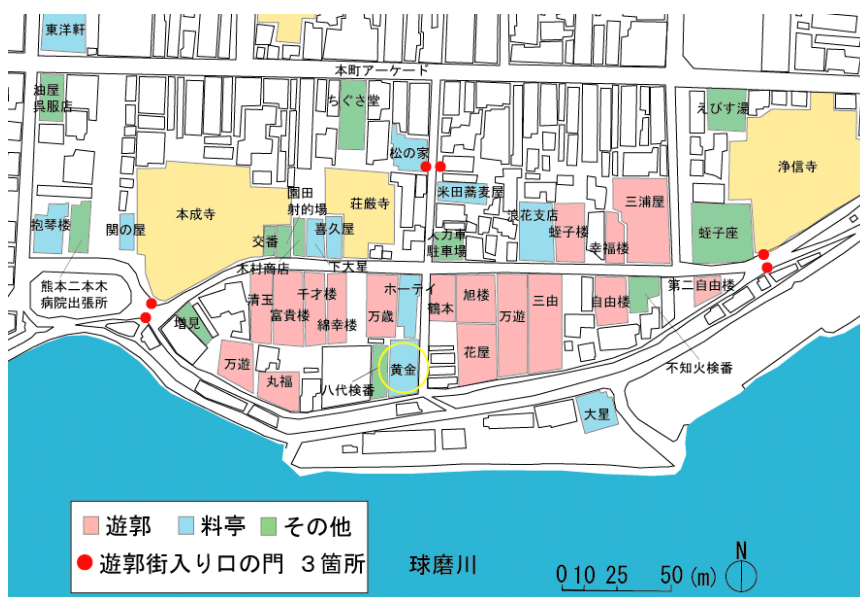 東洋軒
本町アーケード
油屋
呉服店
ちぐさ堂
えびす湯
松の家
浄信寺
園田
射的場
荘厳寺
米田蕎麦屋
三浦屋
本成寺
抱琴楼
関の屋
喜久屋
浪花支店
蛭子楼
蛭子座
交番
人力車
駐車場
幸福楼
木村商店
下大星
熊本二本木
病院出張所
清玉
千才楼
ホーテイ
第二自由楼
富貴楼
綿幸楼
万歳
鶴本
旭楼
万遊
三由
自由楼
増見
花屋
万遊
丸福
八代検番
黄金
不知火検番
大星
遊郭
料亭
その他
遊郭街入り口の門 3箇所
球磨川
0 10 25 50 (m)
N